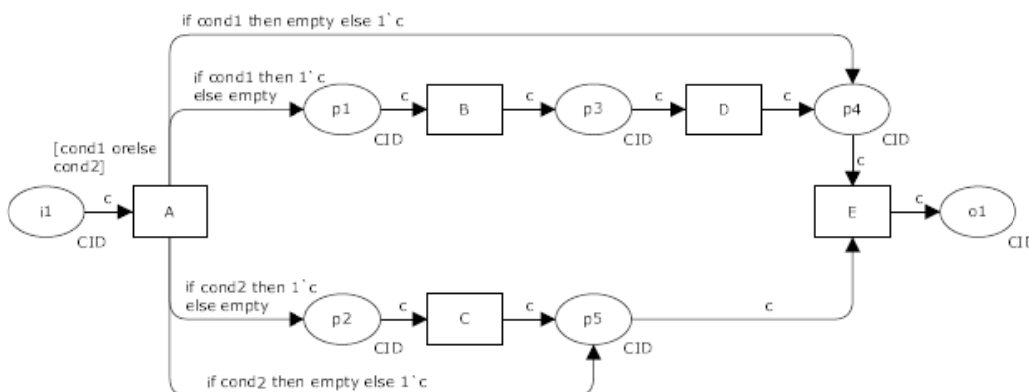 if cond1 then empty else 1`c
if cond1 then 1`c
else empty
p1
c
B
c
p3
c
D
c
p4
CID
CID
CID
[cond1 orelse
cond2]
c
i1
c
A
E
c
o1
CID
CID
if cond2 then 1`c
else empty
p2
c
C
c
p5
c
CID
CID
if cond2 then empty else 1`c